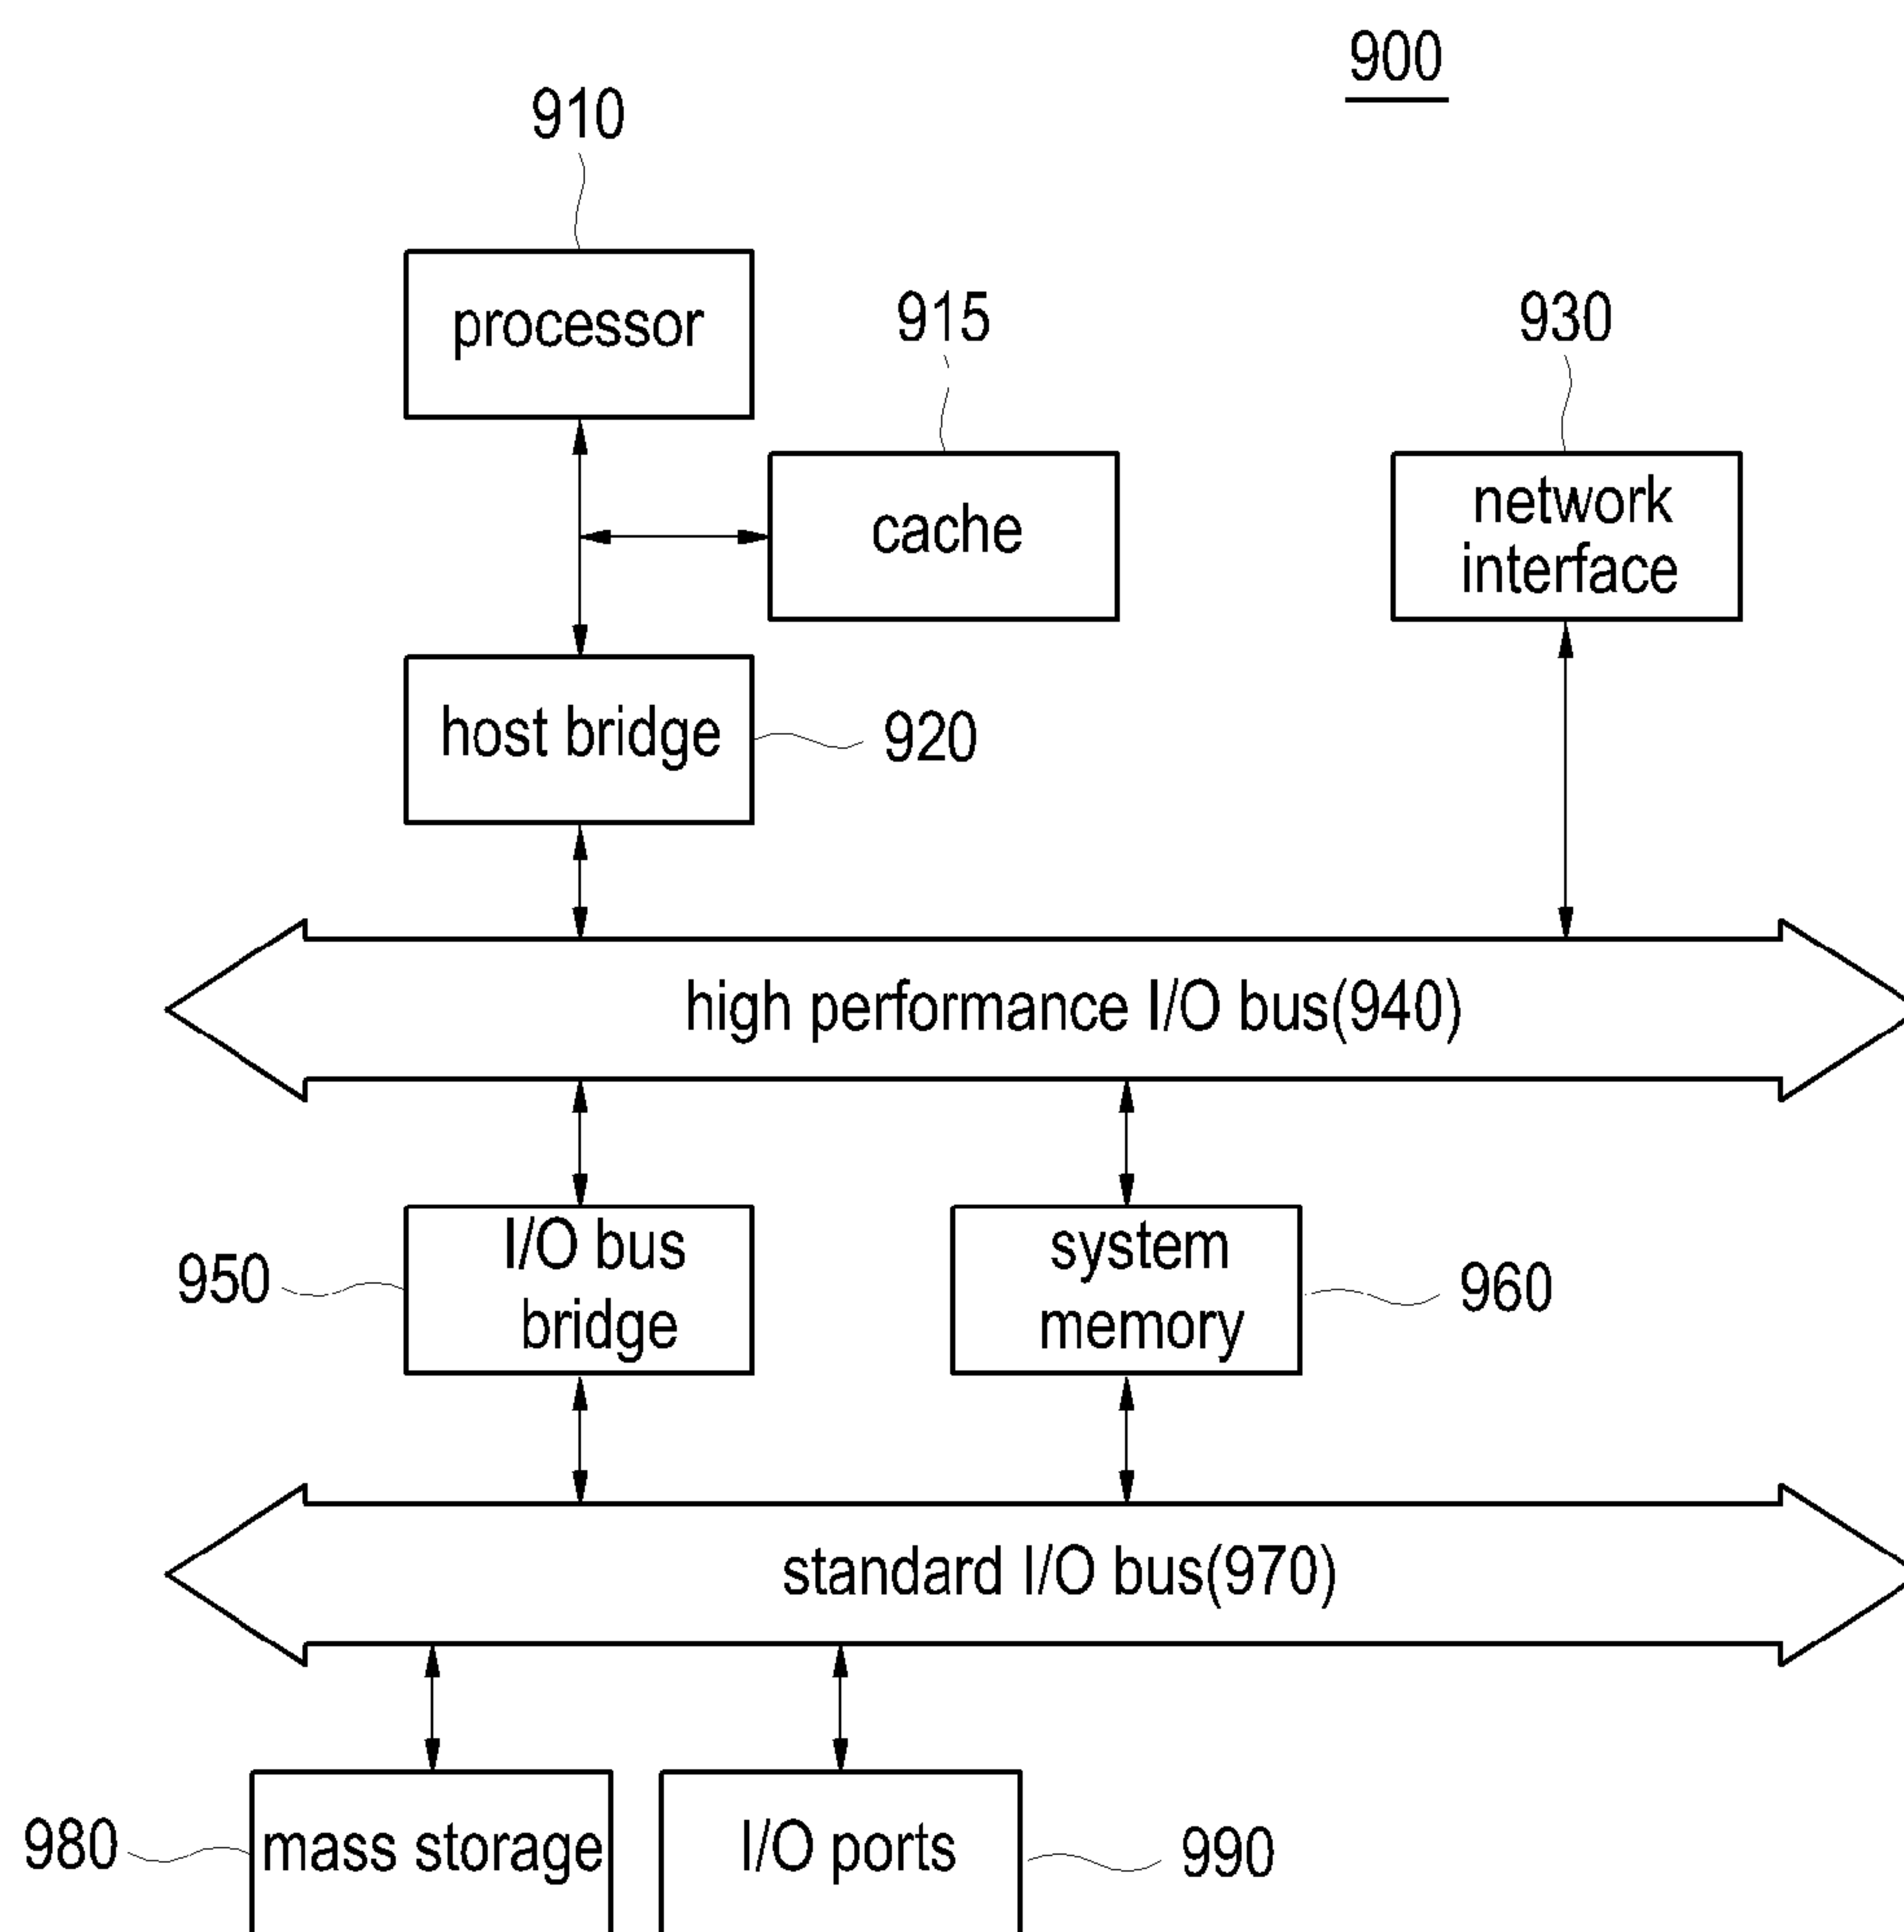 900
910
processor
915
930
cache
network
interface
host bridge
920
high performance I/O bus(940)
950
I/O bus
bridge
system
memory
960
standard I/O bus(970)
980
mass storage
I/O ports
990